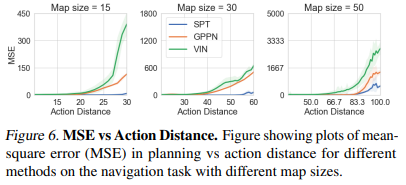 Map size = 15
Map size = 30
Map size = 50
MSE
450
300
150
0
15 20 25 30
Action Distance
1800
1200
600
0
SPT
GPPN
VIN
30 40 50 60
Action Distance
5000
3333
1667
0
50.0 66.7 83.3 100.0
Action Distance
Figure 6. MSE vs Action Distance. Figure showing plots of mean-
square error (MSE) in planning vs action distance for different
methods on the navigation task with different map sizes.